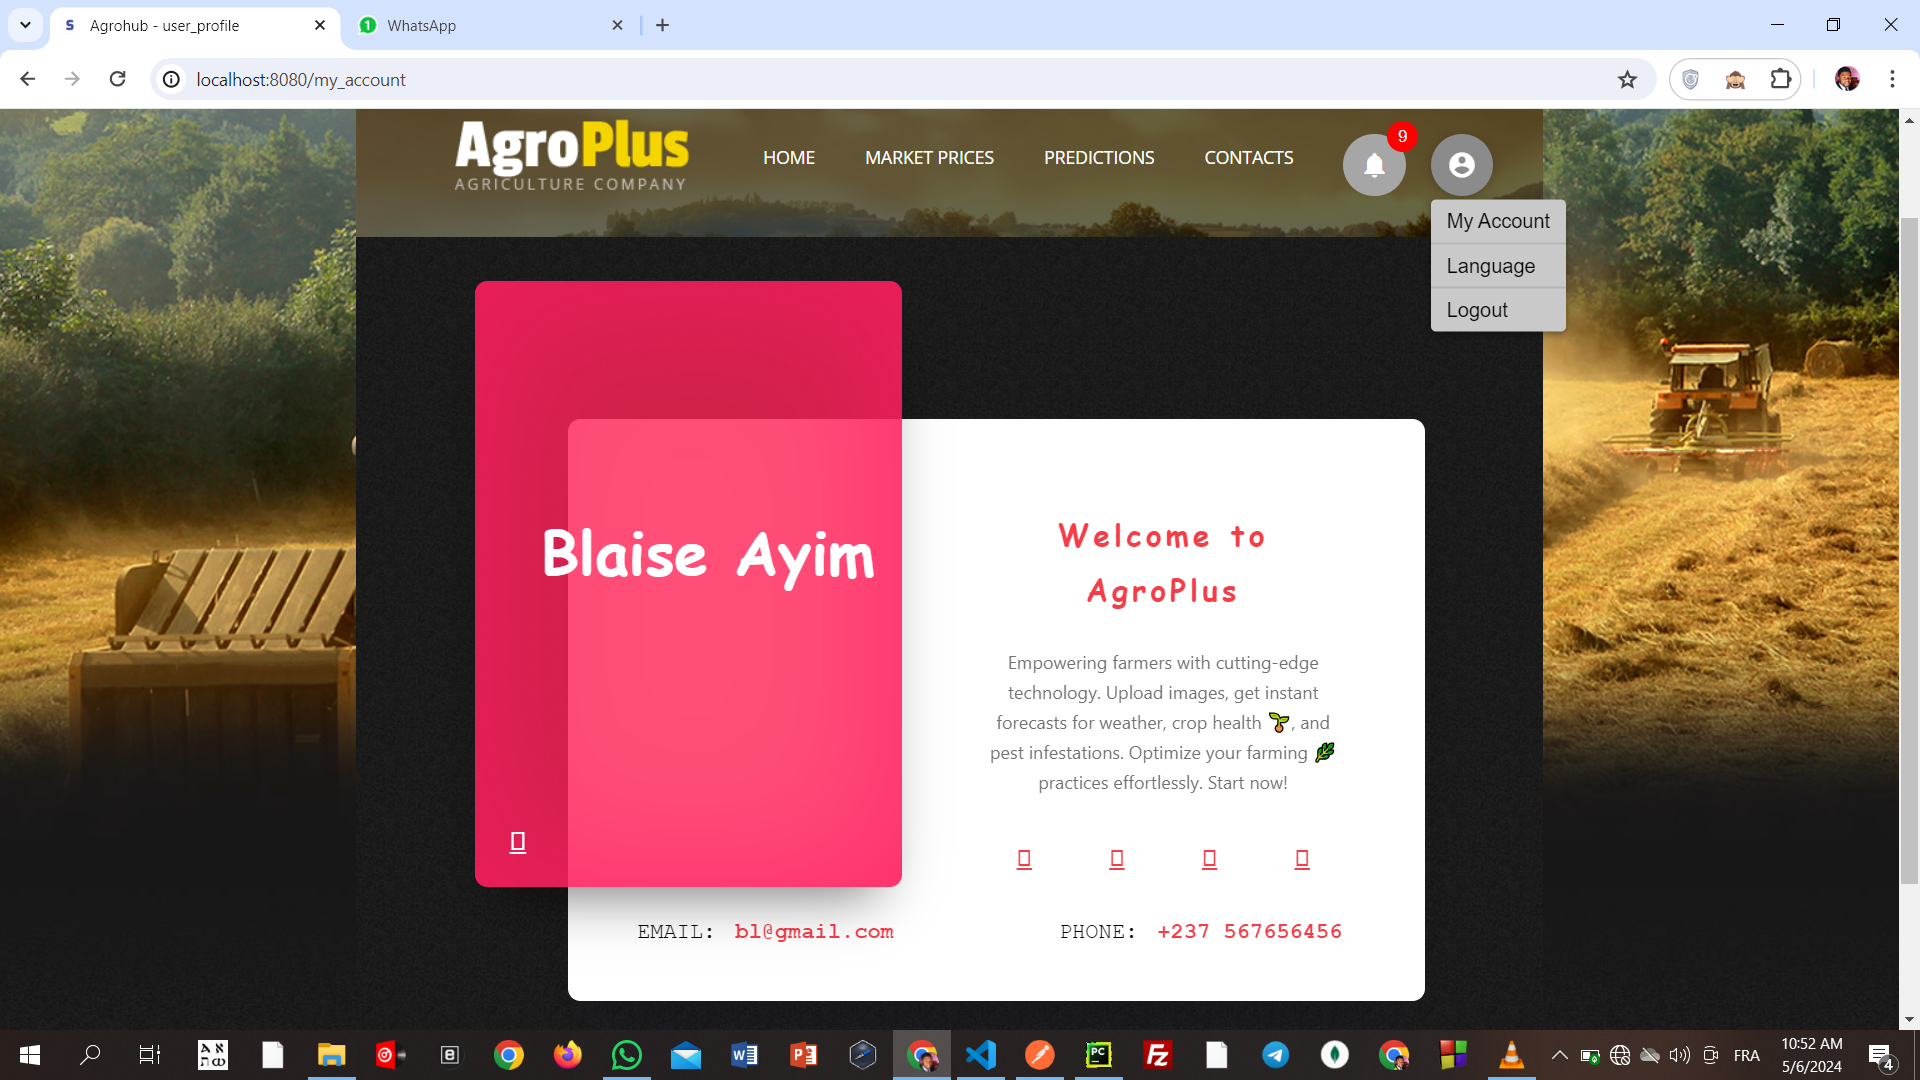 Agrohub - user_profile
WhatsApp
localhost:8080/my_account
AgroPlus
AGRICULTURE COMPANY
HOME
MARKET PRICES
PREDICTIONS
CONTACTS
9
My Account
Language
Logout
Blaise Ayim
Welcome to
AgroPlus
Empowering farmers with cutting-edge
technology. Upload images, get instant
forecasts for weather, crop health 🌱, and
pest infestations. Optimize your farming 🌿
practices effortlessly. Start now!
EMAIL: bl@gmail.com
PHONE: +237 567656456
FRA
10:52 AM
5/6/2024
4